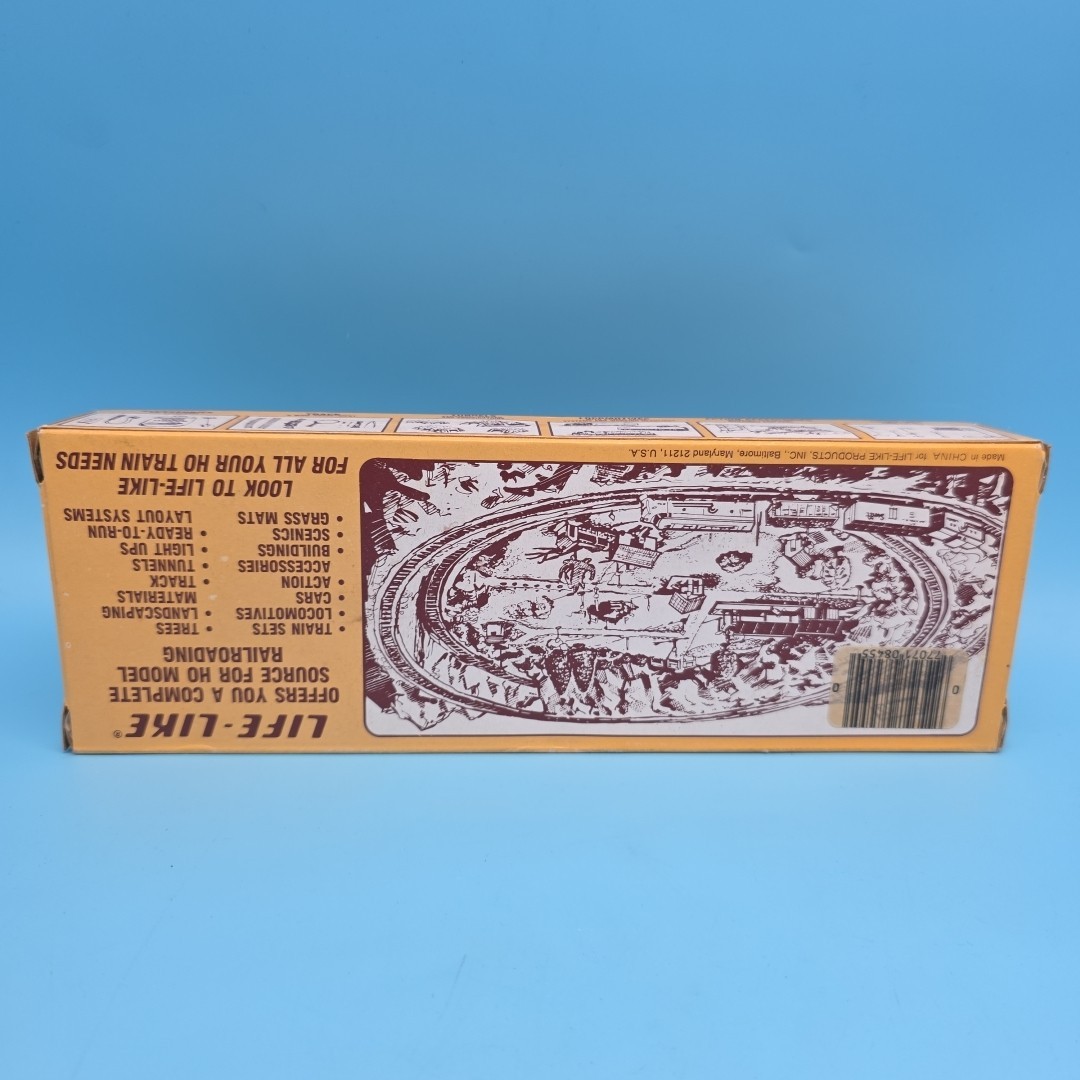 LIFE-LIKE®
OFFERS YOU A COMPLETE
SOURCE FOR HO MODEL
RAILROADING
• TRAIN SETS
• LOCOMOTIVES
• CARS
• ACTION
ACCESSORIES
• BUILDINGS
• SCENICS
• GRASS MATS
• TREES
• LANDSCAPING
MATERIALS
• TRACK
• TUNNELS
• LIGHT UPS
• READY-TO-RUN
LAYOUT SYSTEMS
LOOK TO LIFE-LIKE
FOR ALL YOUR HO TRAIN NEEDS
Made in CHINA for LIFE-LIKE PRODUCTS, INC., Baltimore, Maryland 21211, U.S.A.
0
0